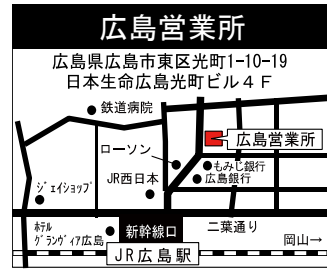 広島営業所
広島県広島市東区光町1-10-19
日本生命広島光町ビル４Ｆ
鉄道病院
広島営業所
ローソン
もみじ銀行
広島銀行
JR西日本
ジェイショップ
ホテル
グランヴィア広島
新幹線口
二葉通り
岡山→
JR広島駅